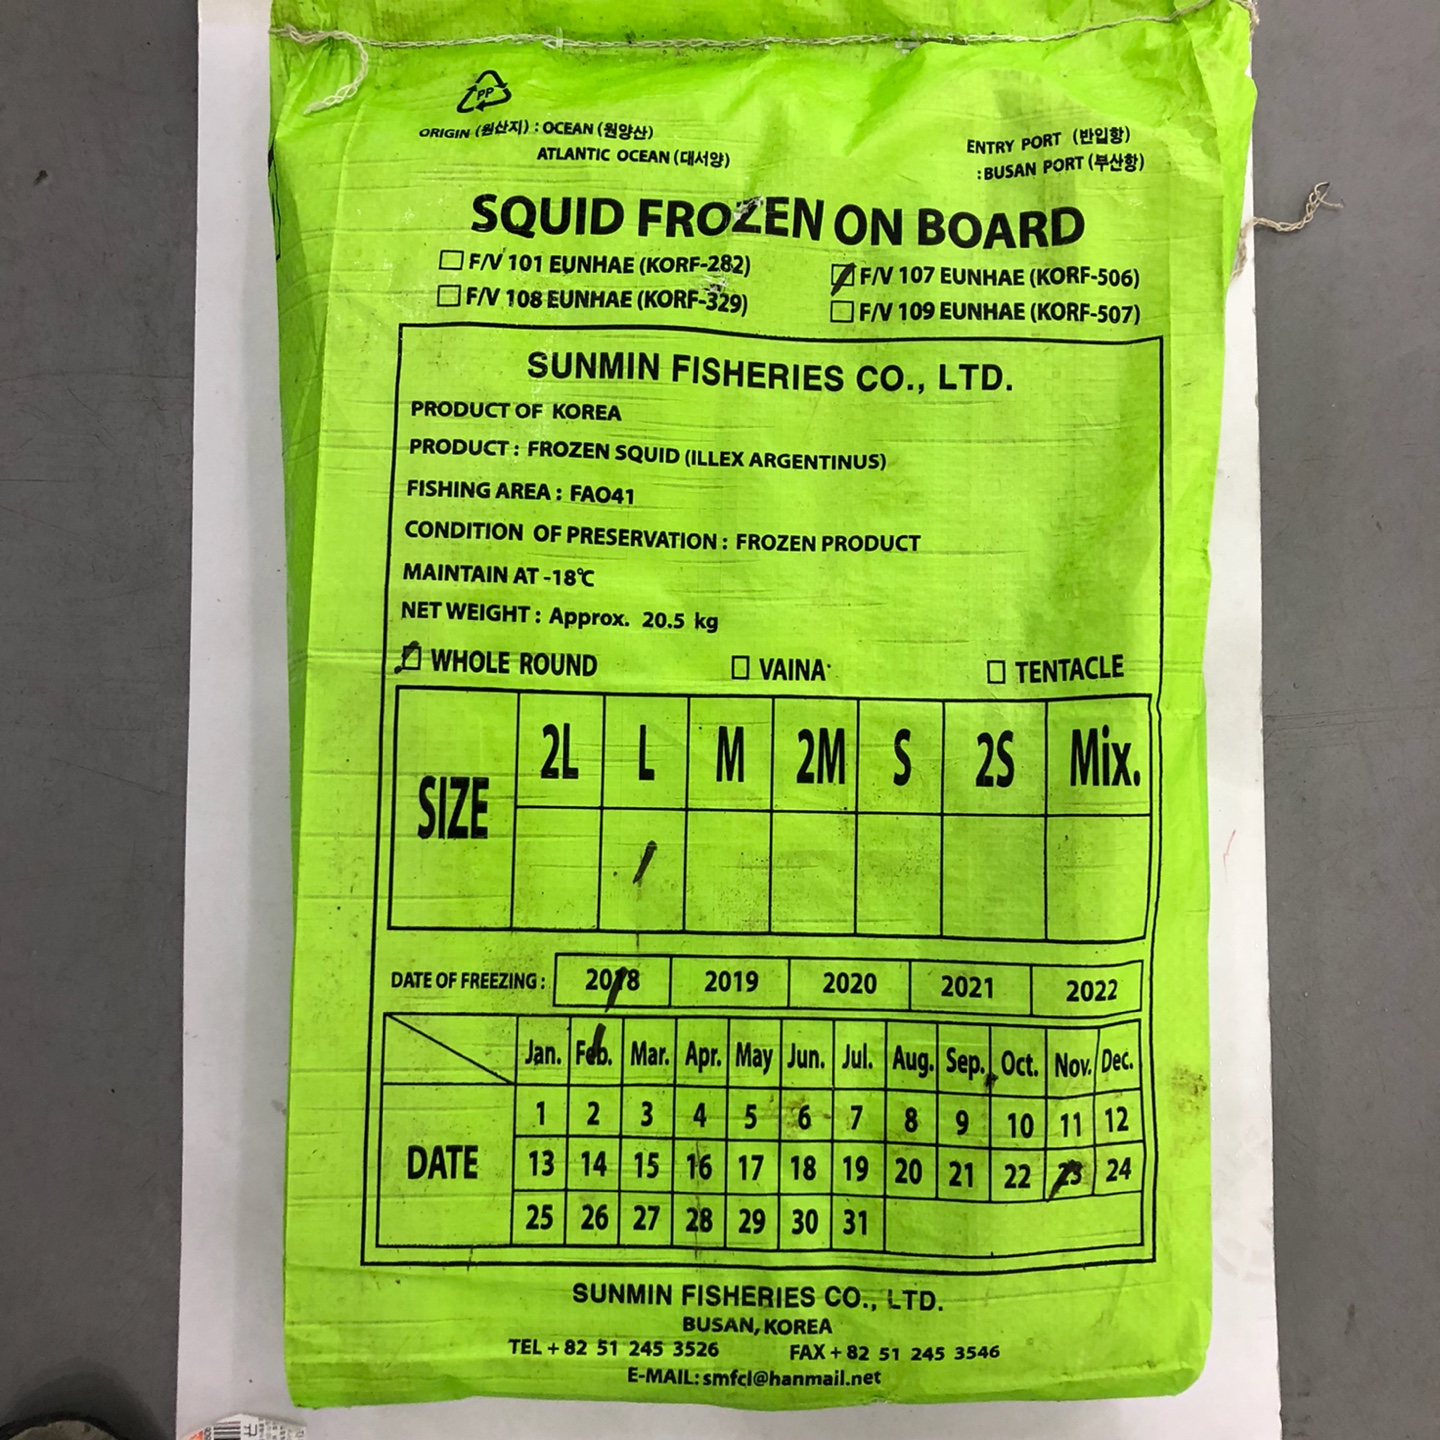 PP
ORIGIN (원산지) : OCEAN (원양산)
ATLANTIC OCEAN (대서양)
ENTRY PORT (반입항)
:BUSAN PORT (부산항)
SQUID FROZEN ON BOARD
F/V 101 EUNHAE (KORF-282)
F/V 107 EUNHAE (KORF-506)
F/V 108 EUNHAE (KORF-329)
F/V 109 EUNHAE (KORF-507)
SUNMIN FISHERIES CO., LTD.
PRODUCT OF KOREA
PRODUCT : FROZEN SQUID (ILLEX ARGENTINUS)
FISHING AREA : FAO41
CONDITION OF PRESERVATION : FROZEN PRODUCT
MAINTAIN AT -18℃
NET WEIGHT : Approx. 20.5 kg
WHOLE ROUND VAINA TENTACLE
SIZE 2L L M 2M S 2S Mix.
DATE OF FREEZING : 2018 2019 2020 2021 2022
Jan. Feb. Mar. Apr. May Jun. Jul. Aug. Sep. Oct. Nov. Dec.
DATE
1 2 3 4 5 6 7 8 9 10 11 12
13 14 15 16 17 18 19 20 21 22 23 24
25 26 27 28 29 30 31
SUNMIN FISHERIES CO., LTD.
BUSAN, KOREA
TEL + 82 51 245 3526 FAX + 82 51 245 3546
E-MAIL: smfcl@hanmail.net